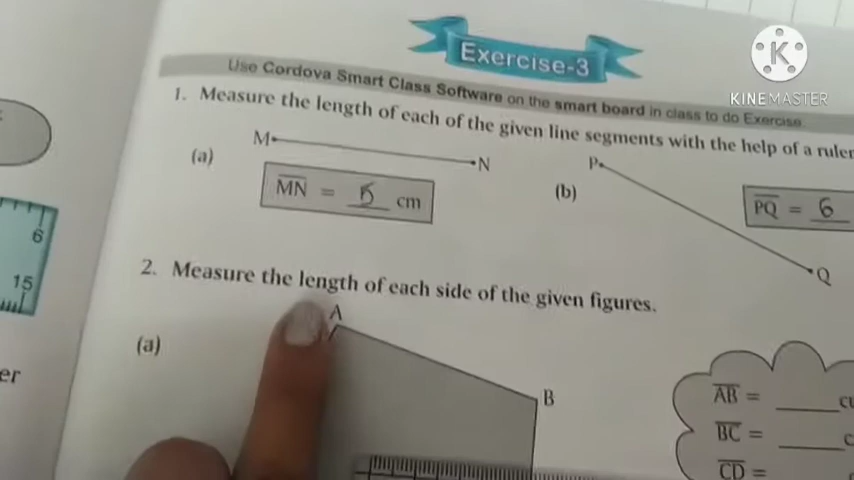 Exercise-3
KINEMASTER
Use Cordova Smart Class Software on the smart board in class to do Exercise.
1. Measure the length of each of the given line segments with the help of a ruler
(a) M N
MN = 5 cm
(b) P Q
PQ = 6
2. Measure the length of each side of the given figures.
(a) A B
AB = ____
BC = ____
CD =
6
15
er